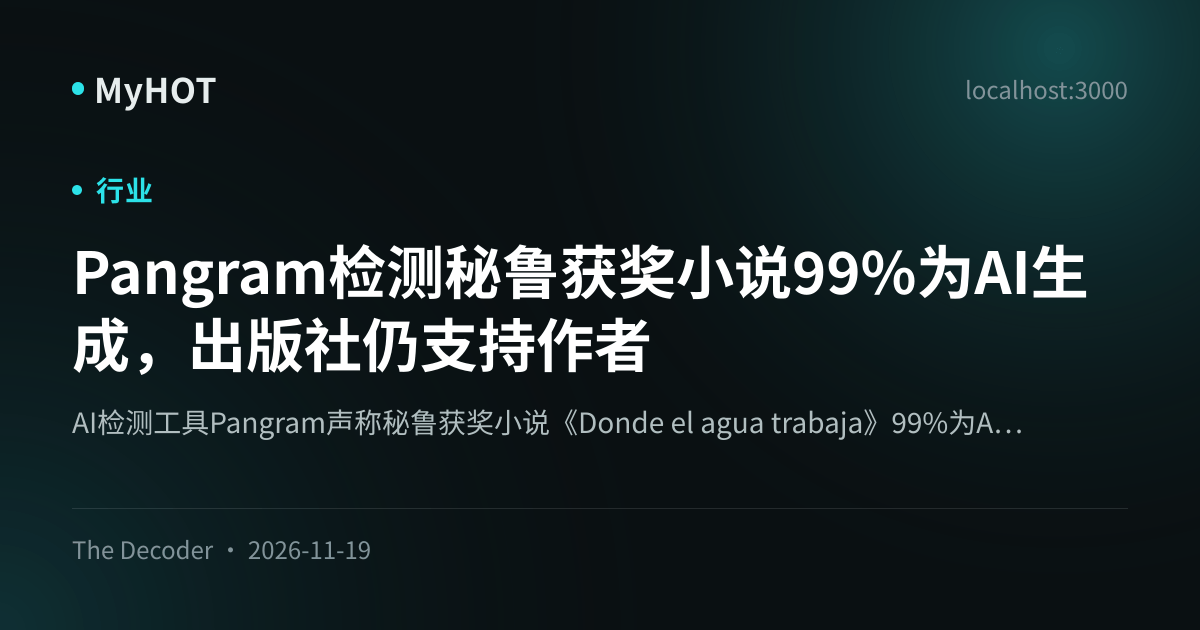 MyHOT
localhost:3000
行业
Pangram检测秘鲁获奖小说99%为AI生
成，出版社仍支持作者
AI检测工具Pangram声称秘鲁获奖小说《Donde el agua trabaja》99%为A…
The Decoder • 2026-11-19